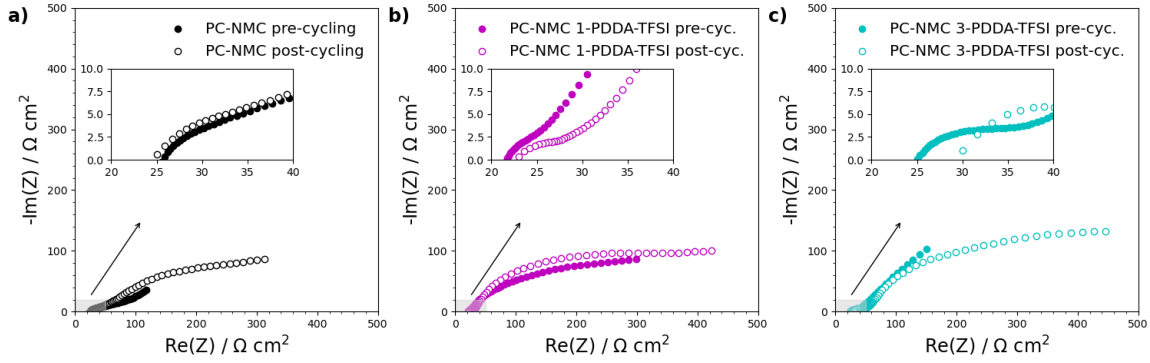 a)
PC-NMC pre-cycling
PC-NMC post-cycling
500
400
300
200
100
0
10.0
7.5
5.0
2.5
0.0
20 25 30 35 40
0 100 200 300 400 500
-Im(Z) / Ω cm²
Re(Z) / Ω cm²
b)
PC-NMC 1-PDDA-TFSI pre-cyc.
PC-NMC 1-PDDA-TFSI post-cyc.
500
400
300
200
100
0
10.0
7.5
5.0
2.5
0.0
20 25 30 35 40
0 100 200 300 400 500
-Im(Z) / Ω cm²
Re(Z) / Ω cm²
c)
PC-NMC 3-PDDA-TFSI pre-cyc.
PC-NMC 3-PDDA-TFSI post-cyc.
500
400
300
200
100
0
10.0
7.5
5.0
2.5
0.0
20 25 30 35 40
0 100 200 300 400 500
-Im(Z) / Ω cm²
Re(Z) / Ω cm²